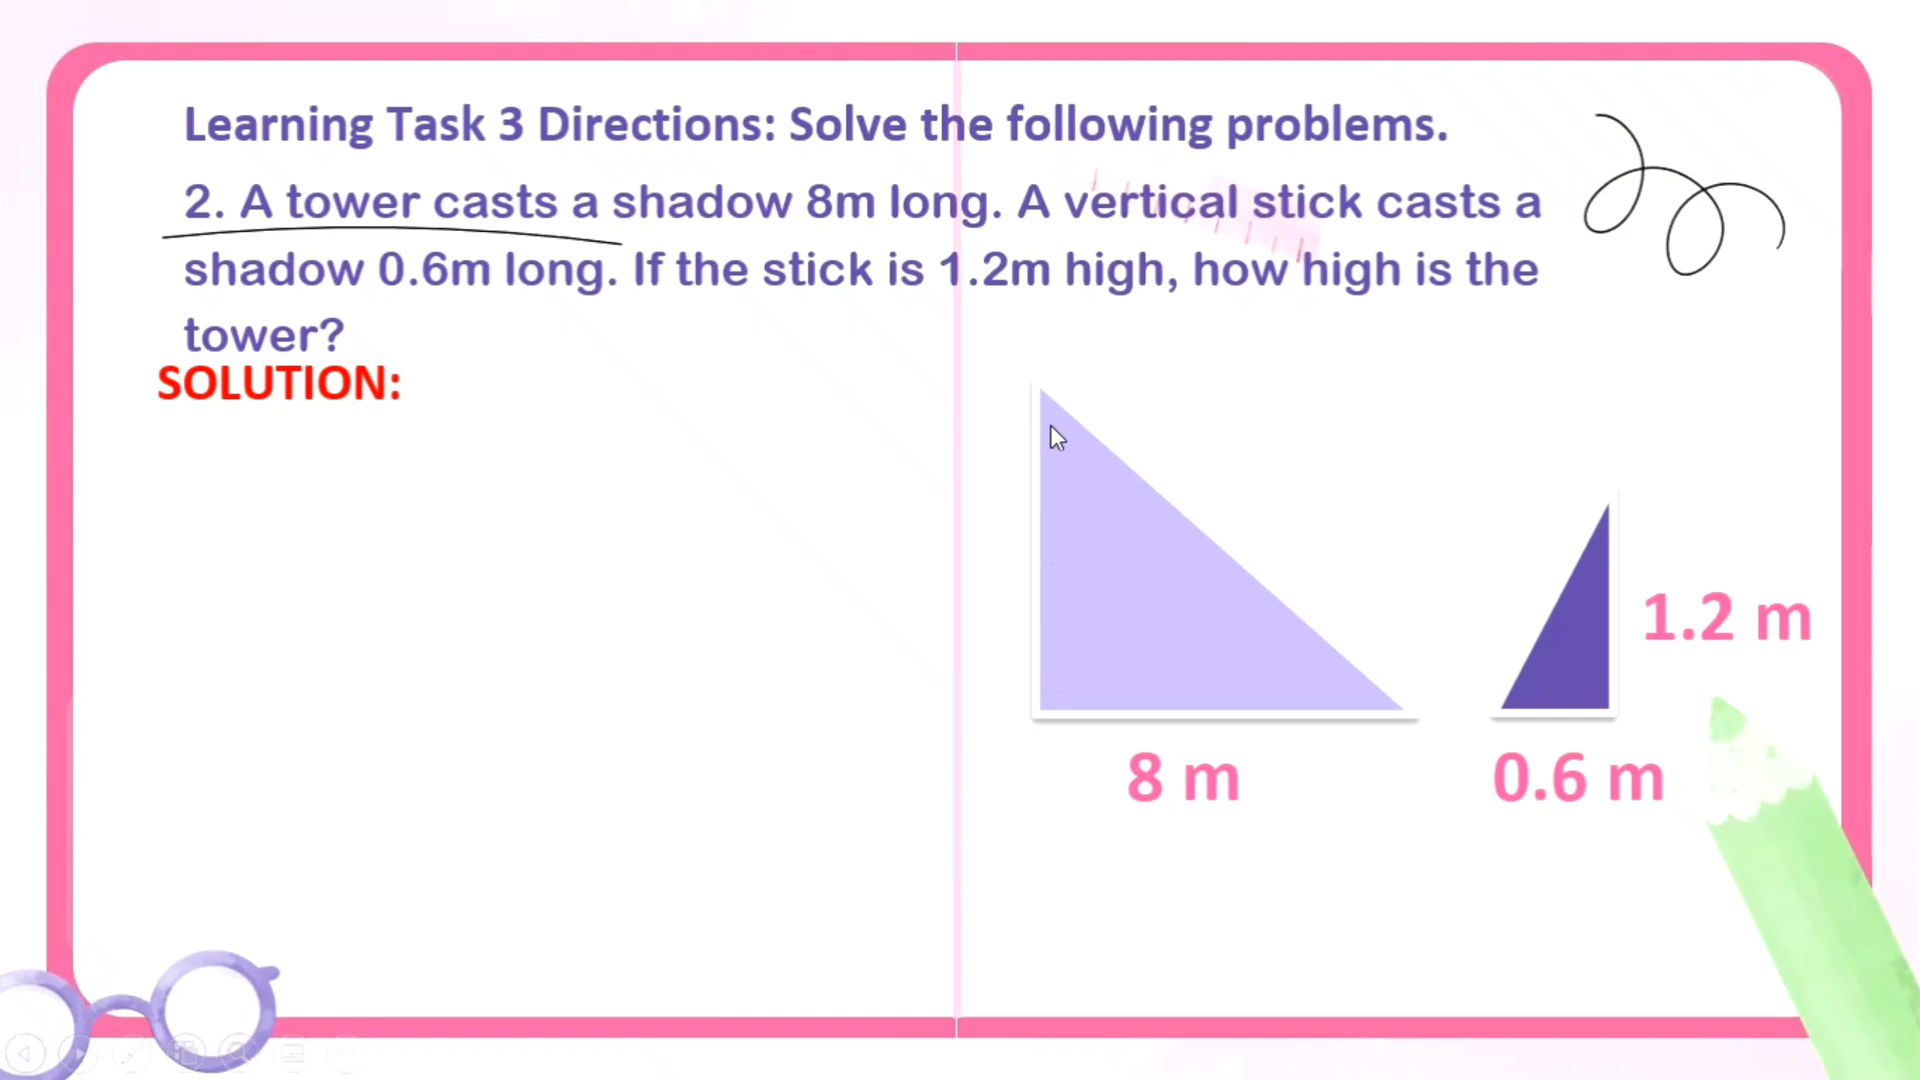 Learning Task 3 Directions: Solve the following problems.
2. A tower casts a shadow 8m long. A vertical stick casts a
shadow 0.6m long. If the stick is 1.2m high, how high is the
tower?
SOLUTION:
1.2 m
8 m
0.6 m